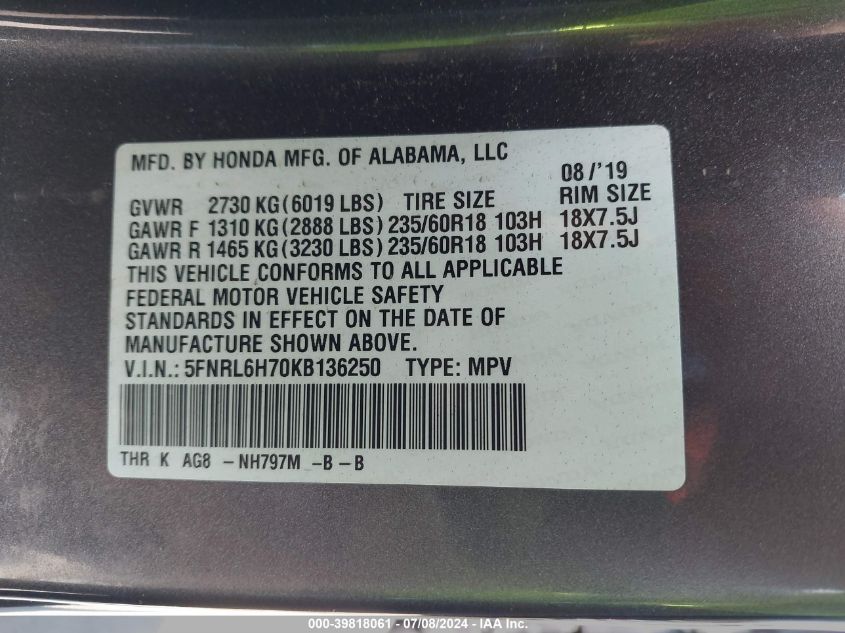 MFD. BY HONDA MFG. OF ALABAMA, LLC 08/'19
GVWR 2730 KG(6019 LBS) TIRE SIZE RIM SIZE
GAWR F 1310 KG(2888 LBS) 235/60R18 103H 18X7.5J
GAWR R 1465 KG(3230 LBS) 235/60R18 103H 18X7.5J
THIS VEHICLE CONFORMS TO ALL APPLICABLE
FEDERAL MOTOR VEHICLE SAFETY
STANDARDS IN EFFECT ON THE DATE OF
MANUFACTURE SHOWN ABOVE.
V.I.N.: 5FNRL6H70KB136250 TYPE: MPV
THR K AG8 -NH797M -B-B
000-39818061 - 07/08/2024 - IAA Inc.